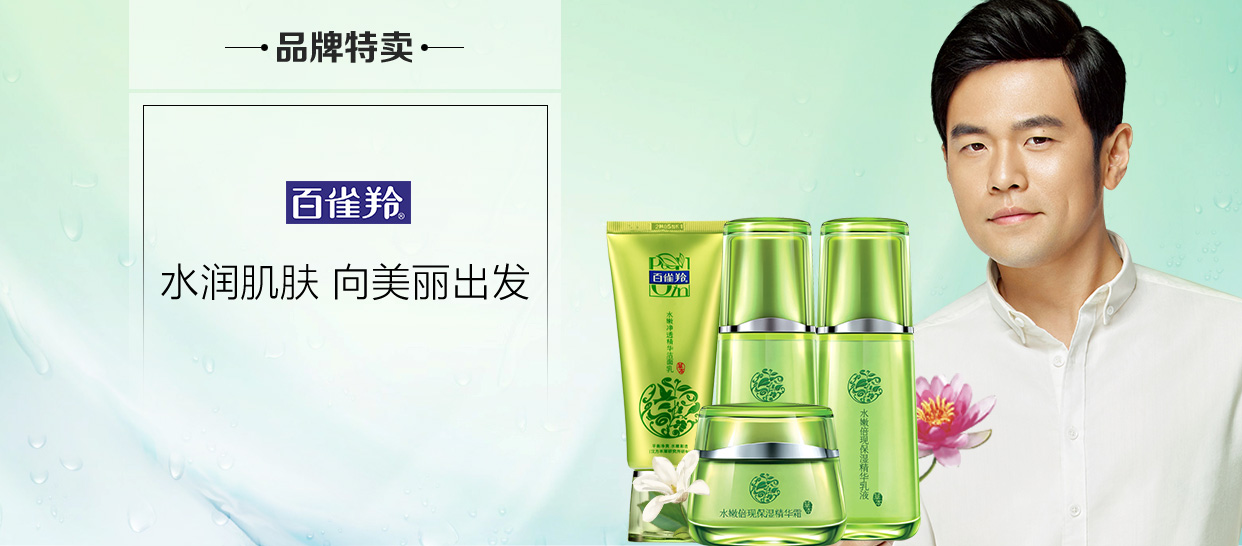 品牌特卖
百雀羚®
水润肌肤 向美丽出发
百雀羚
水嫩净透精华洁面乳
水嫩倍现保湿精华乳液
水嫩倍现保湿精华霜